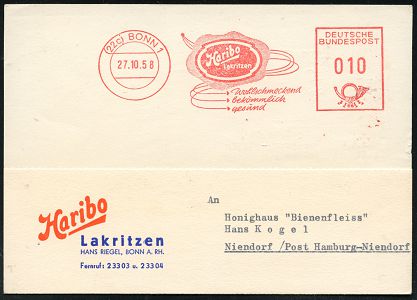 (22c) BONN 1
27.10.58
Haribo
Lakritzen
Wohlschmeckend
bekömmlich
gesund
DEUTSCHE
BUNDESPOST
010
Haribo
Lakritzen
HANS RIEGEL, BONN A. RH.
Fernruf: 23303 u. 23304
An
Honighaus "Bienenfleiss"
Hans Kogel
Niendorf /Post Hamburg-Niendorf